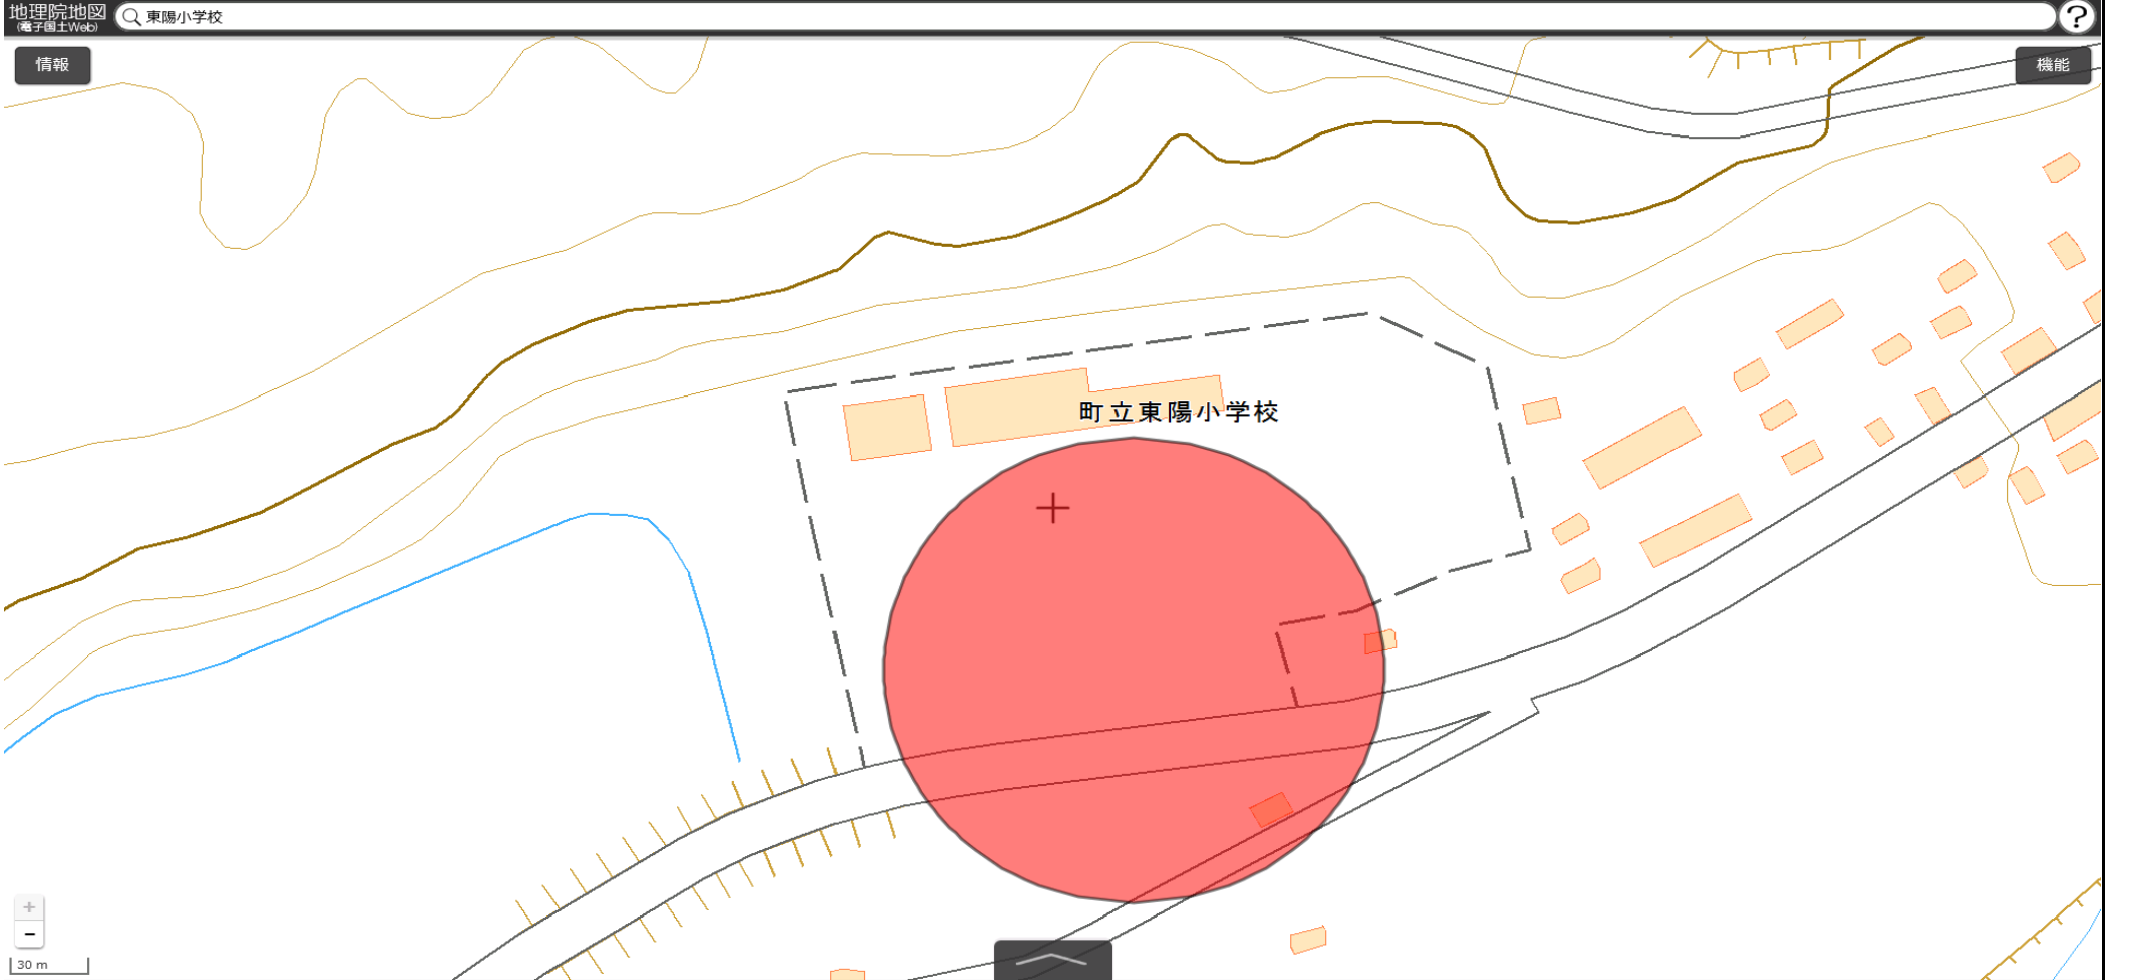 地理院地図
(電子国土Web)
東陽小学校
?
情報
機能
町立東陽小学校
+
−
30 m